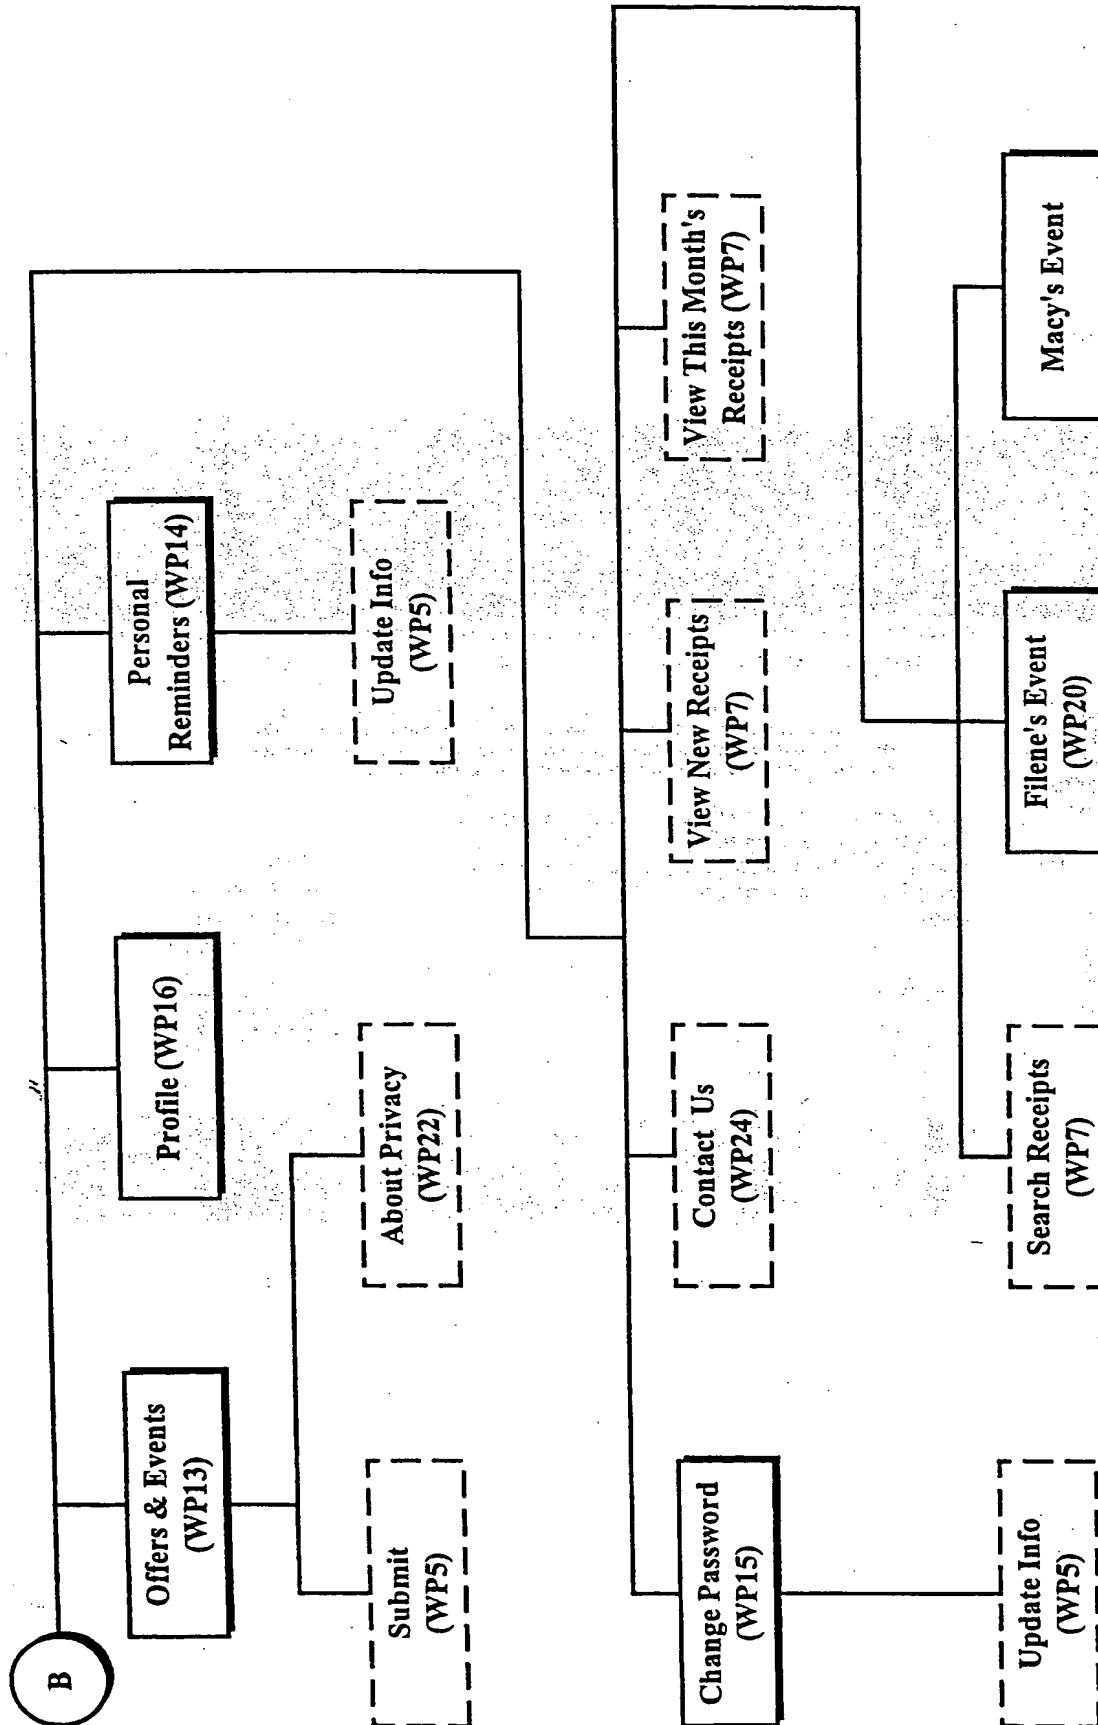 B
Offers & Events
(WP13)
Profile (WP16)
Personal
Reminders (WP14)
Submit
(WP5)
About Privacy
(WP22)
Update Info
(WP5)
Change Password
(WP15)
Contact Us
(WP24)
View New Receipts
(WP7)
View This Month's
Receipts (WP7)
Update Info
(WP5)
Search Receipts
(WP7)
Filene's Event
(WP20)
Macy's Event